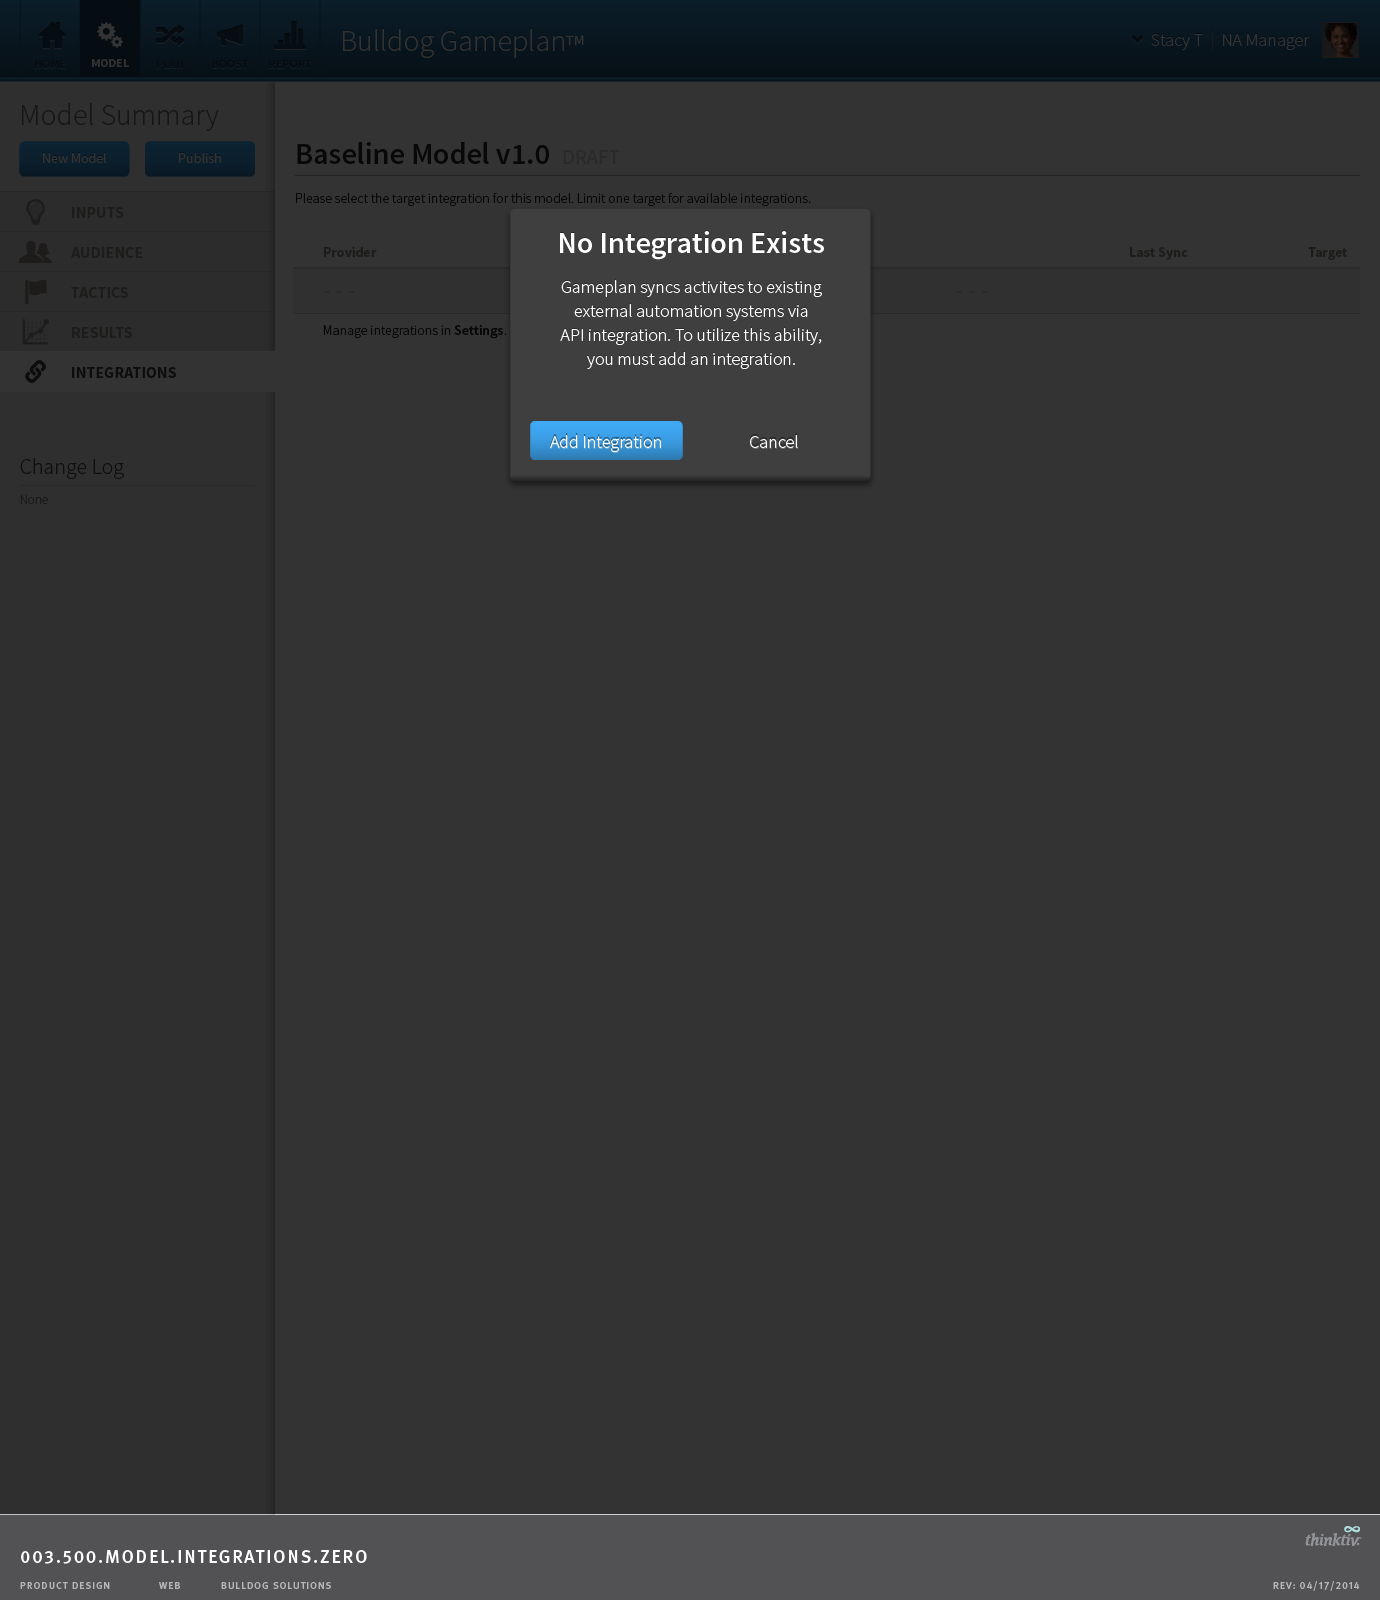 Bulldog Gameplan™
Stacy T | NA Manager
HOME
MODEL
PLAN
BOOST
REPORT
Model Summary
New Model
Publish
INPUTS
AUDIENCE
TACTICS
RESULTS
INTEGRATIONS
Change Log
None
Baseline Model v1.0 DRAFT
Please select the target integration for this model. Limit one target for available integrations.
Provider
Last Sync
Target
- - -
- - -
Manage integrations in Settings.
No Integration Exists
Gameplan syncs activites to existing
external automation systems via
API integration. To utilize this ability,
you must add an integration.
Add Integration
Cancel
thinktiv.
003.500.MODEL.INTEGRATIONS.ZERO
PRODUCT DESIGN
WEB
BULLDOG SOLUTIONS
REV: 04/17/2014